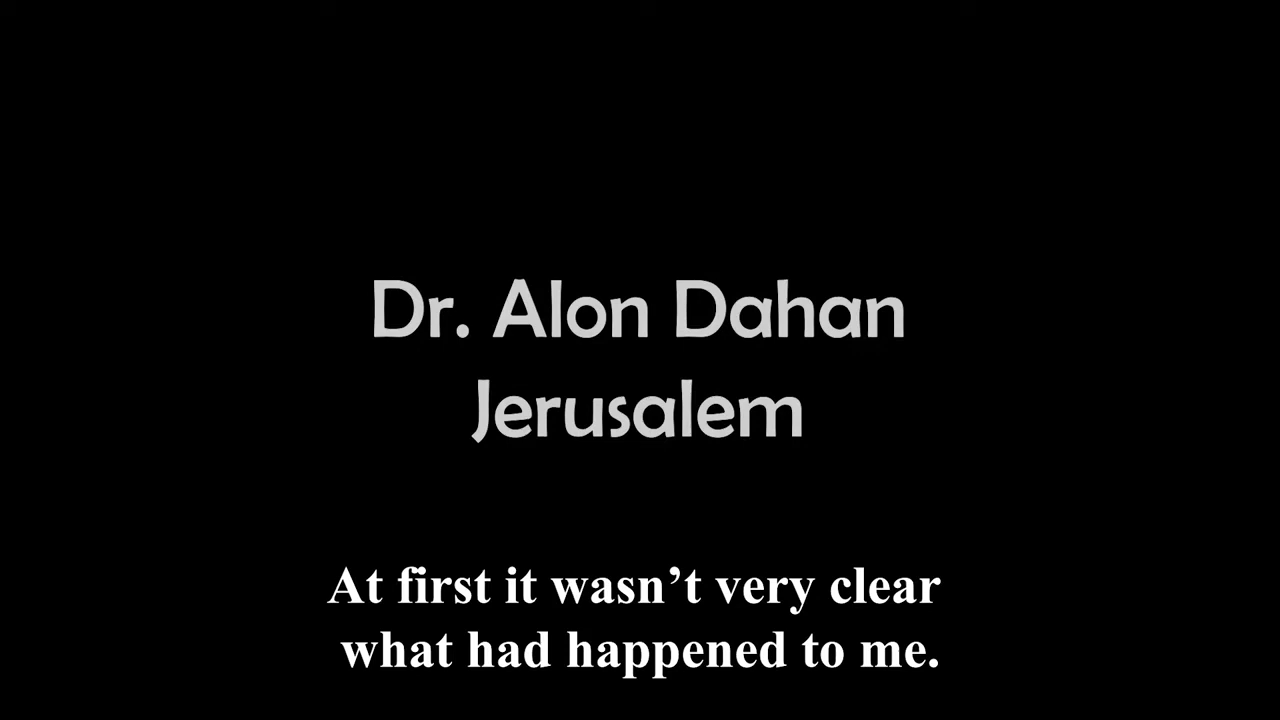 Dr. Alon Dahan
Jerusalem
At first it wasn’t very clear
what had happened to me.